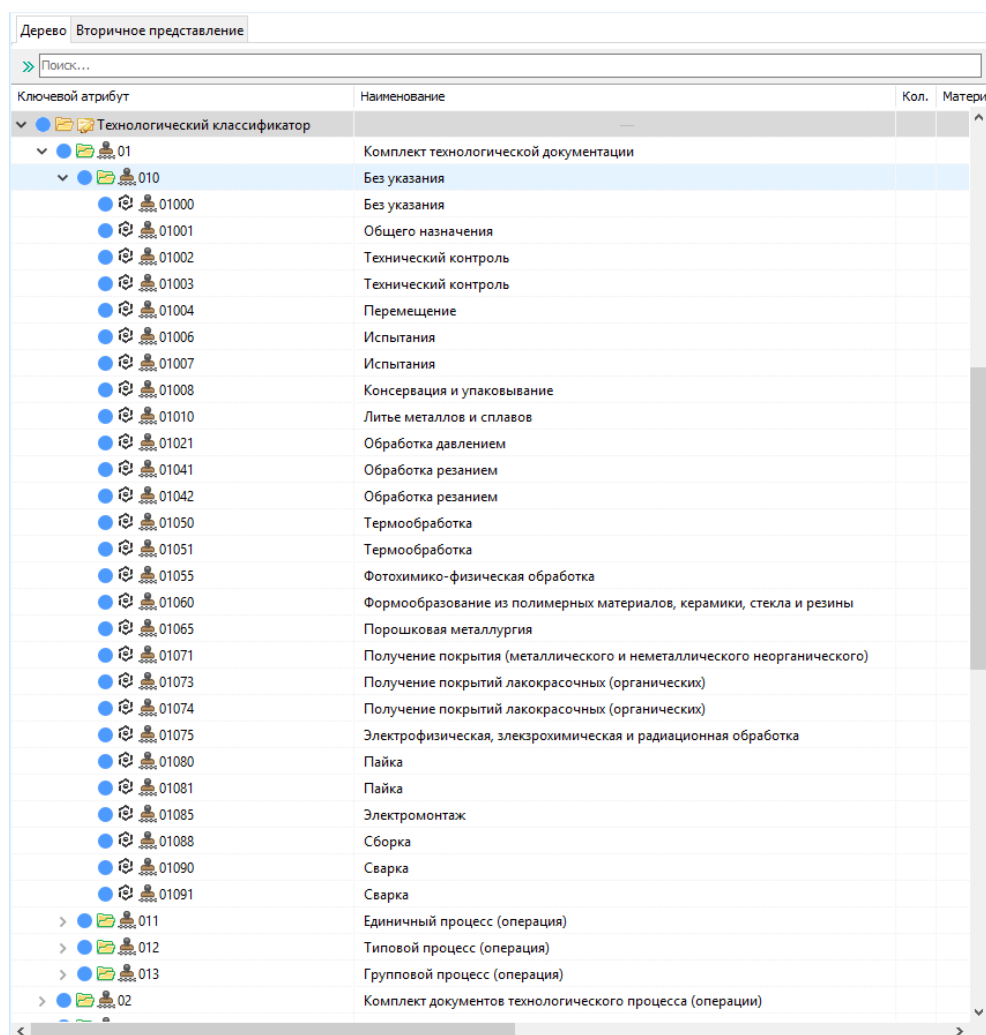 Дерево Вторичное представление
Поиск...
Ключевой атрибут Наименование Кол. Матери
Технологический классификатор —
01 Комплект технологической документации
010 Без указания
01000 Без указания
01001 Общего назначения
01002 Технический контроль
01003 Технический контроль
01004 Перемещение
01006 Испытания
01007 Испытания
01008 Консервация и упаковывание
01010 Литье металлов и сплавов
01021 Обработка давлением
01041 Обработка резанием
01042 Обработка резанием
01050 Термообработка
01051 Термообработка
01055 Фотохимико-физическая обработка
01060 Формообразование из полимерных материалов, керамики, стекла и резины
01065 Порошковая металлургия
01071 Получение покрытия (металлического и неметаллического неорганического)
01073 Получение покрытий лакокрасочных (органических)
01074 Получение покрытий лакокрасочных (органических)
01075 Электрофизическая, элекзрохимическая и радиационная обработка
01080 Пайка
01081 Пайка
01085 Электромонтаж
01088 Сборка
01090 Сварка
01091 Сварка
011 Единичный процесс (операция)
012 Типовой процесс (операция)
013 Групповой процесс (операция)
02 Комплект документов технологического процесса (операции)